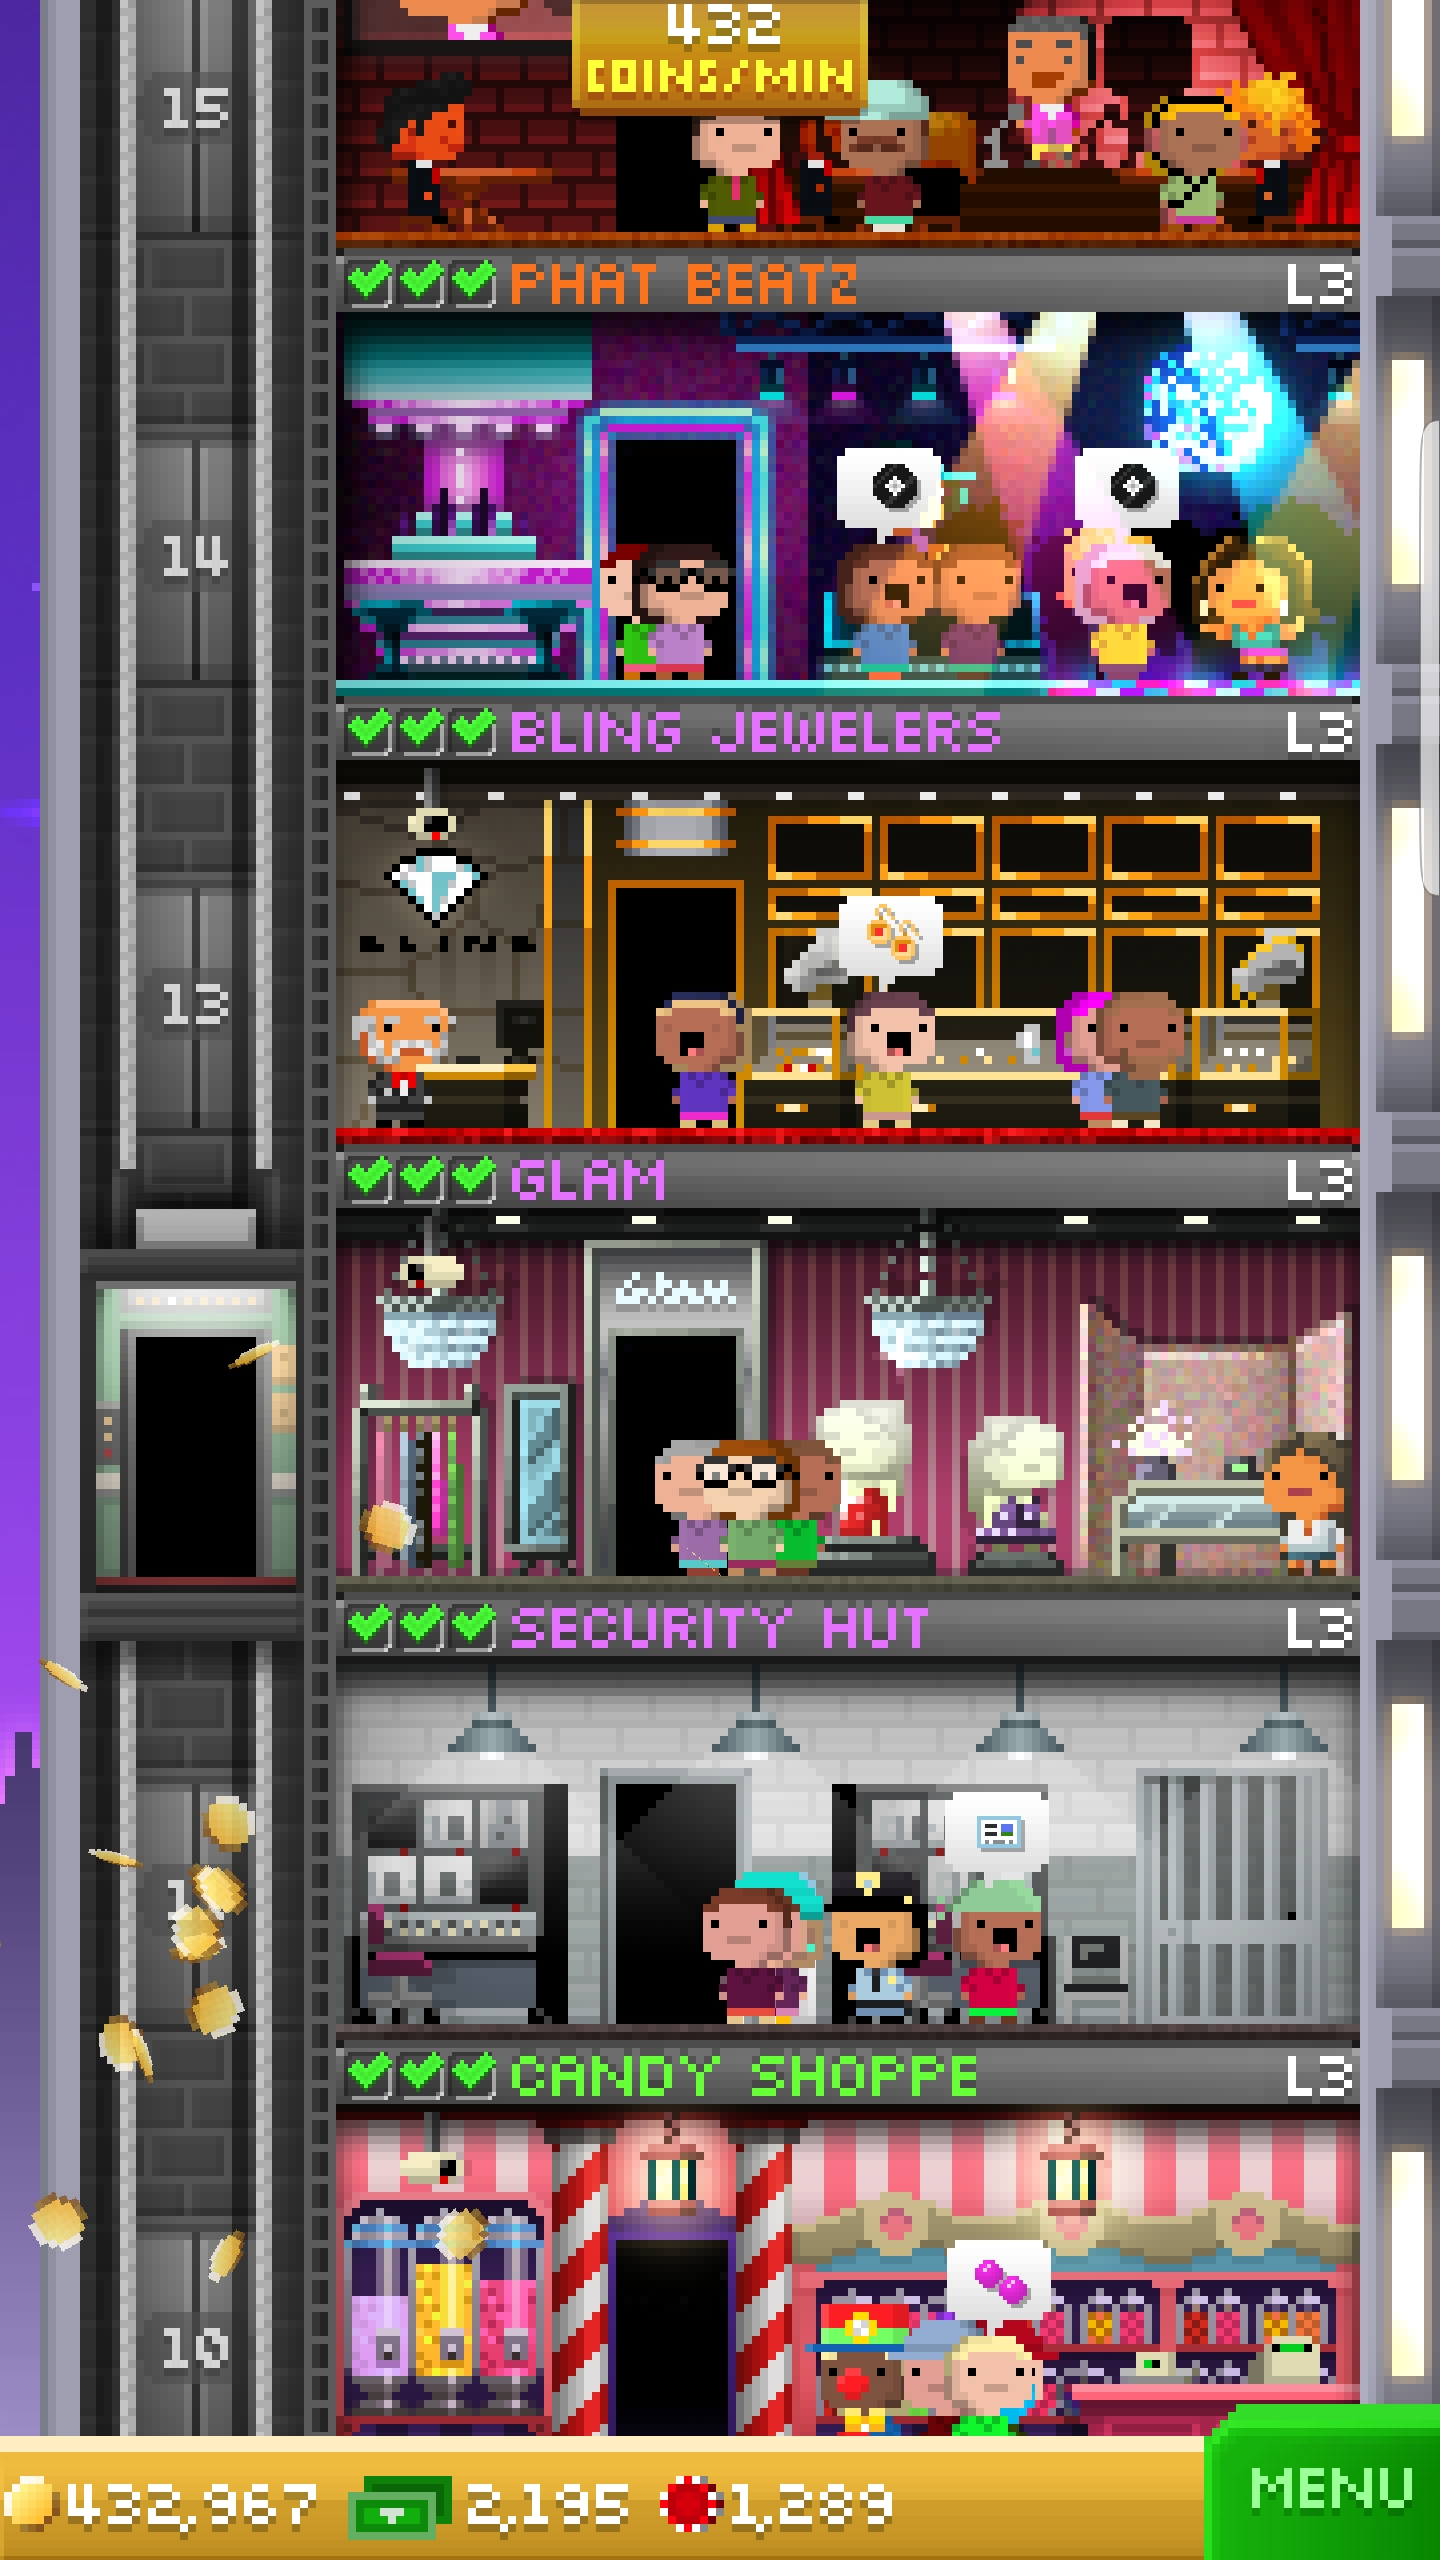 432
COINS/MIN
15
PHAT BEATZ L3
14
BLING JEWELERS L3
BLING
13
GLAM L3
Glam
SECURITY HUT L3
CANDY SHOPPE L3
10
432,967 2,195 1,289 MENU